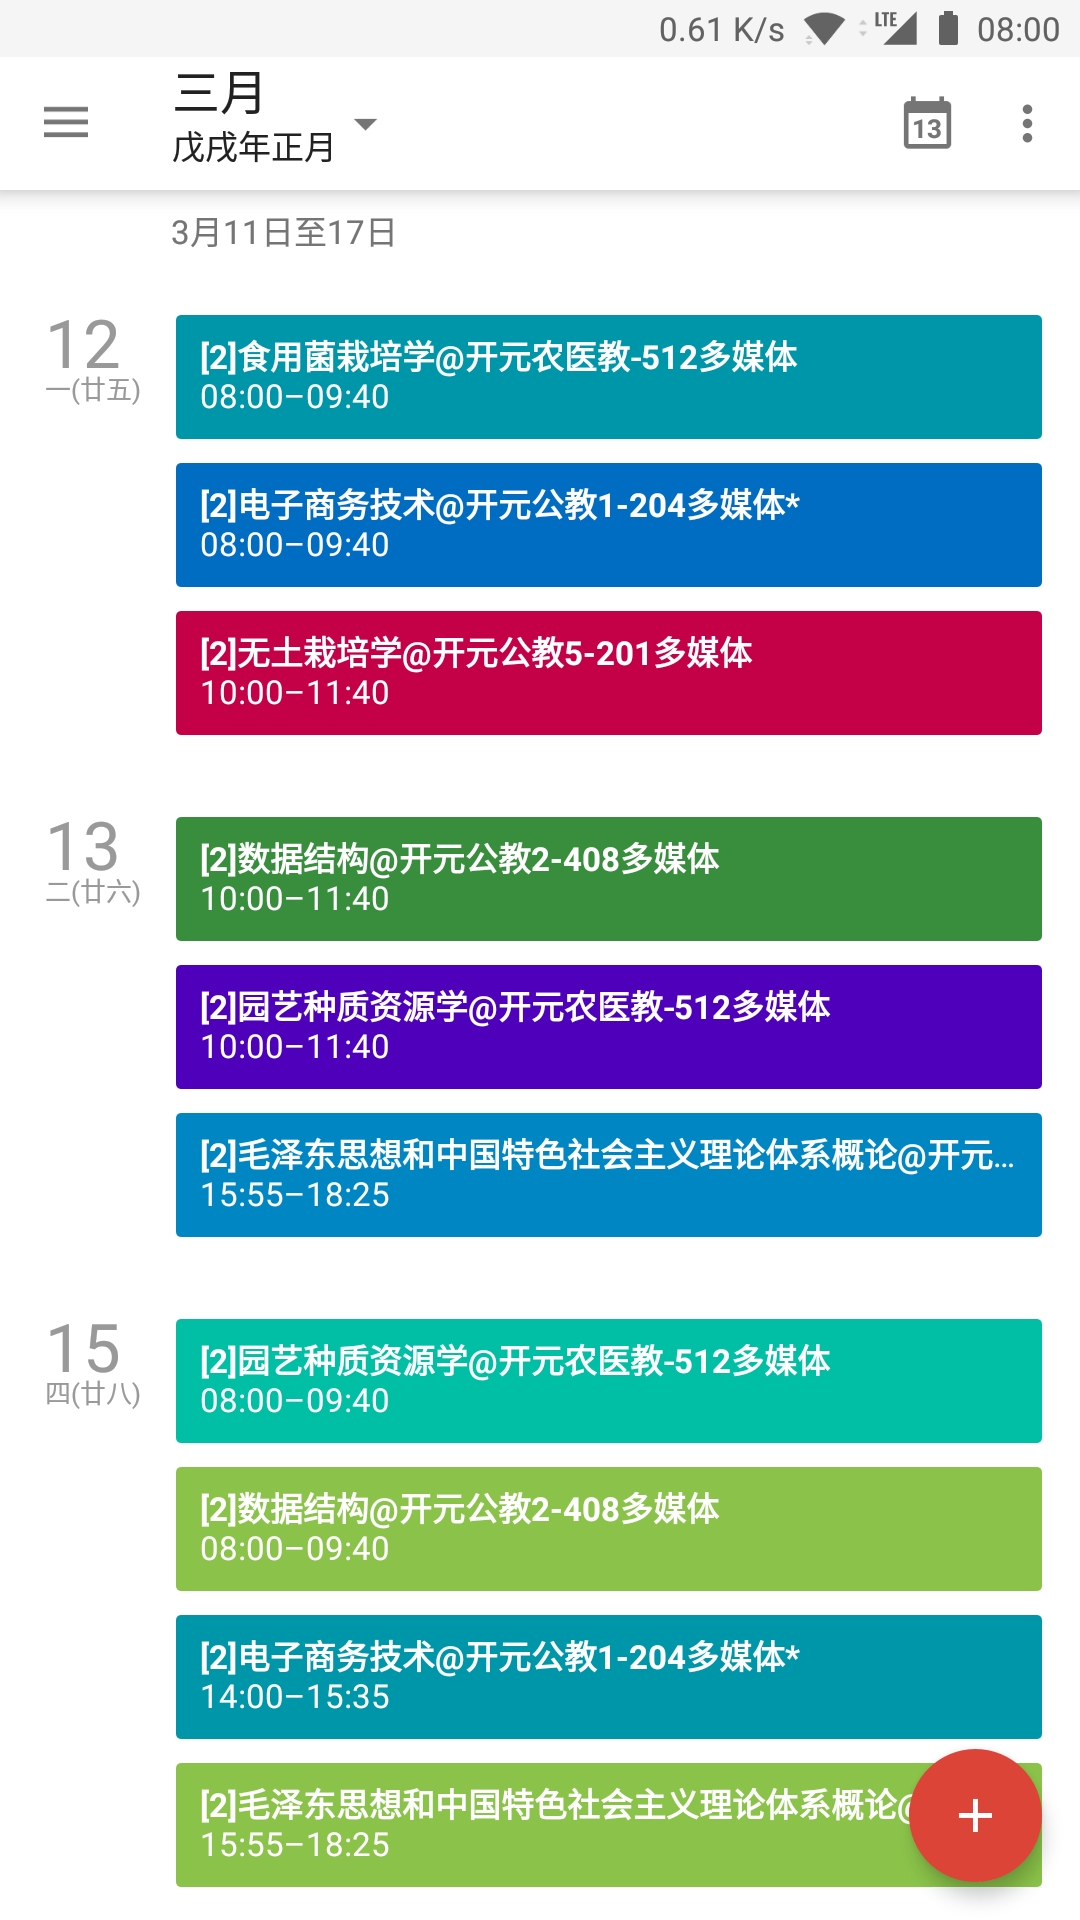 0.61 K/s LTE 08:00
三月
戊戌年正月
13
3月11日至17日
12
一(廿五)
[2]食用菌栽培学@开元农医教-512多媒体
08:00–09:40
[2]电子商务技术@开元公教1-204多媒体*
08:00–09:40
[2]无土栽培学@开元公教5-201多媒体
10:00–11:40
13
二(廿六)
[2]数据结构@开元公教2-408多媒体
10:00–11:40
[2]园艺种质资源学@开元农医教-512多媒体
10:00–11:40
[2]毛泽东思想和中国特色社会主义理论体系概论@开元…
15:55–18:25
15
四(廿八)
[2]园艺种质资源学@开元农医教-512多媒体
08:00–09:40
[2]数据结构@开元公教2-408多媒体
08:00–09:40
[2]电子商务技术@开元公教1-204多媒体*
14:00–15:35
[2]毛泽东思想和中国特色社会主义理论体系概论@
15:55–18:25